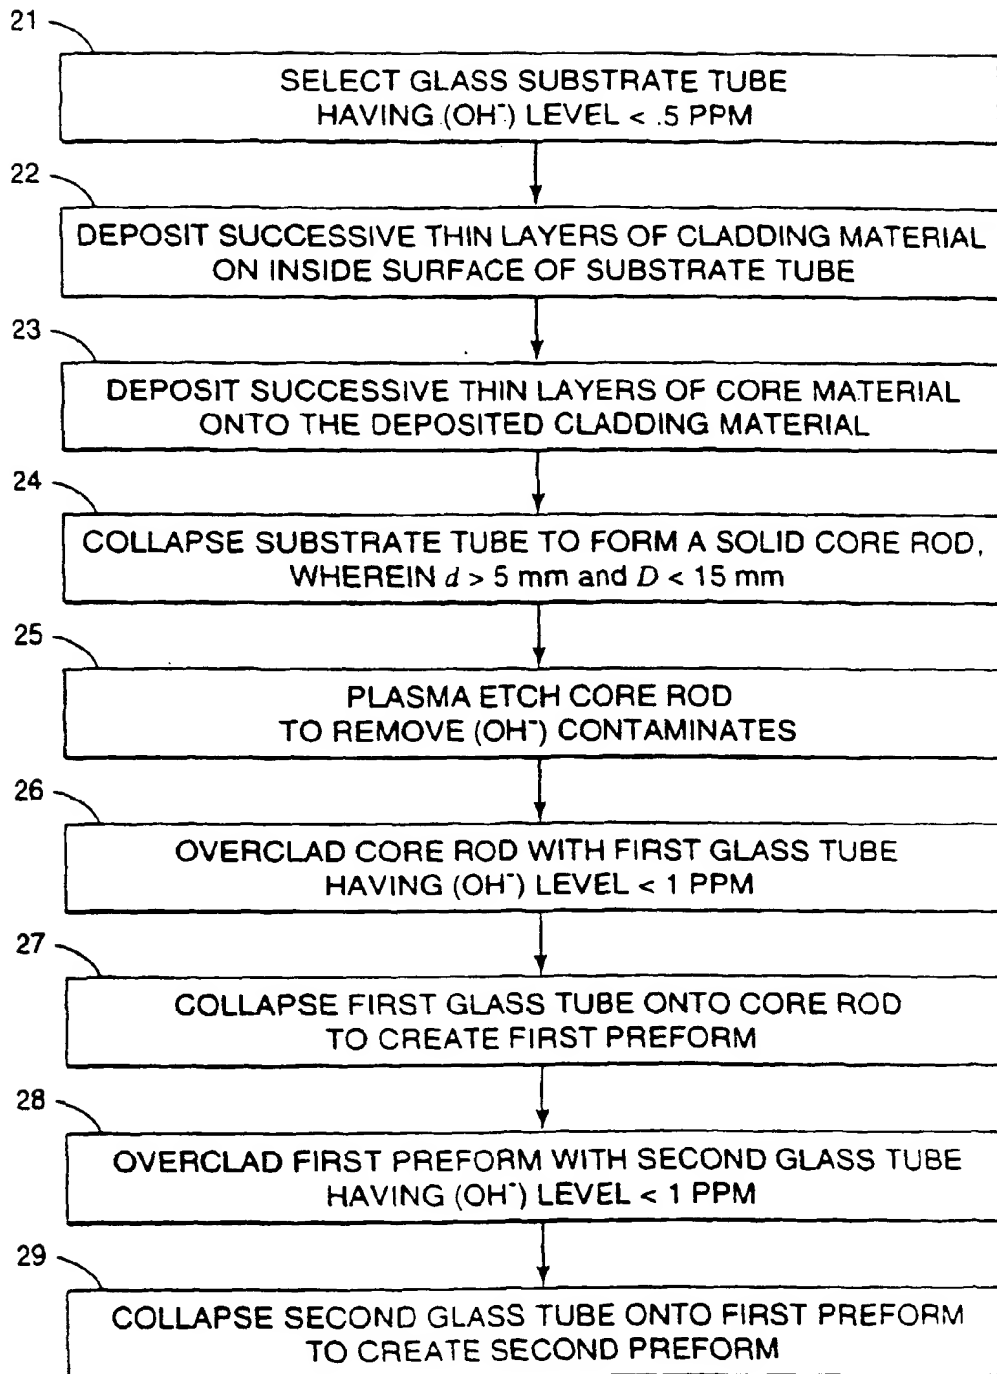 21
SELECT GLASS SUBSTRATE TUBE
HAVING (OH⁻) LEVEL < .5 PPM
22
DEPOSIT SUCCESSIVE THIN LAYERS OF CLADDING MATERIAL
ON INSIDE SURFACE OF SUBSTRATE TUBE
23
DEPOSIT SUCCESSIVE THIN LAYERS OF CORE MATERIAL
ONTO THE DEPOSITED CLADDING MATERIAL
24
COLLAPSE SUBSTRATE TUBE TO FORM A SOLID CORE ROD,
WHEREIN d > 5 mm and D < 15 mm
25
PLASMA ETCH CORE ROD
TO REMOVE (OH⁻) CONTAMINATES
26
OVERCLAD CORE ROD WITH FIRST GLASS TUBE
HAVING (OH⁻) LEVEL < 1 PPM
27
COLLAPSE FIRST GLASS TUBE ONTO CORE ROD
TO CREATE FIRST PREFORM
28
OVERCLAD FIRST PREFORM WITH SECOND GLASS TUBE
HAVING (OH⁻) LEVEL < 1 PPM
29
COLLAPSE SECOND GLASS TUBE ONTO FIRST PREFORM
TO CREATE SECOND PREFORM